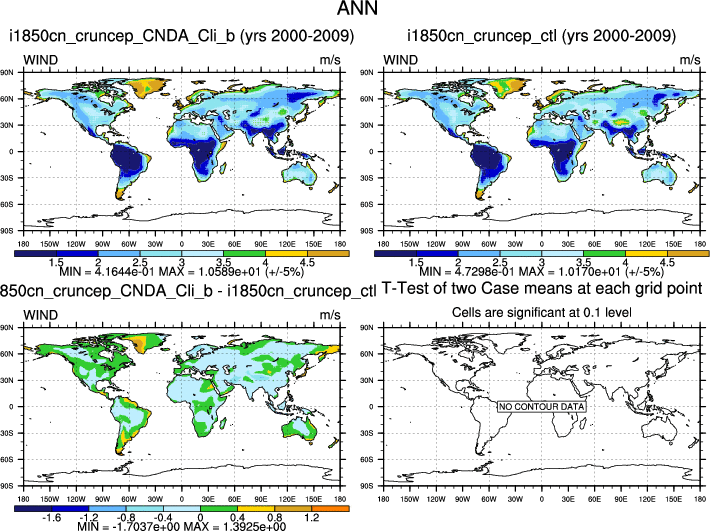 ANN
i1850cn_cruncep_CNDA_Cli_b (yrs 2000-2009)
i1850cn_cruncep_ctl (yrs 2000-2009)
WIND m/s
WIND m/s
90N
60N
30N
0
30S
60S
90S
180 150W 120W 90W 60W 30W 0 30E 60E 90E 120E 150E 180
90N
60N
30N
0
30S
60S
90S
180 150W 120W 90W 60W 30W 0 30E 60E 90E 120E 150E 180
1.5 2 2.5 3 3.5 4 4.5
MIN = 4.1644e-01 MAX = 1.0589e+01 (+/-5%)
1.5 2 2.5 3 3.5 4 4.5
MIN = 4.7298e-01 MAX = 1.0170e+01 (+/-5%)
850cn_cruncep_CNDA_Cli_b - i1850cn_cruncep_ctl
T-Test of two Case means at each grid point
WIND m/s
Cells are significant at 0.1 level
90N
60N
30N
0
30S
60S
90S
180 150W 120W 90W 60W 30W 0 30E 60E 90E 120E 150E 180
90N
60N
30N
0
30S
60S
90S
NO CONTOUR DATA
180 150W 120W 90W 60W 30W 0 30E 60E 90E 120E 150E 180
-1.6 -1.2 -0.8 -0.4 0 0.4 0.8 1.2
MIN = -1.7037e+00 MAX = 1.3925e+00